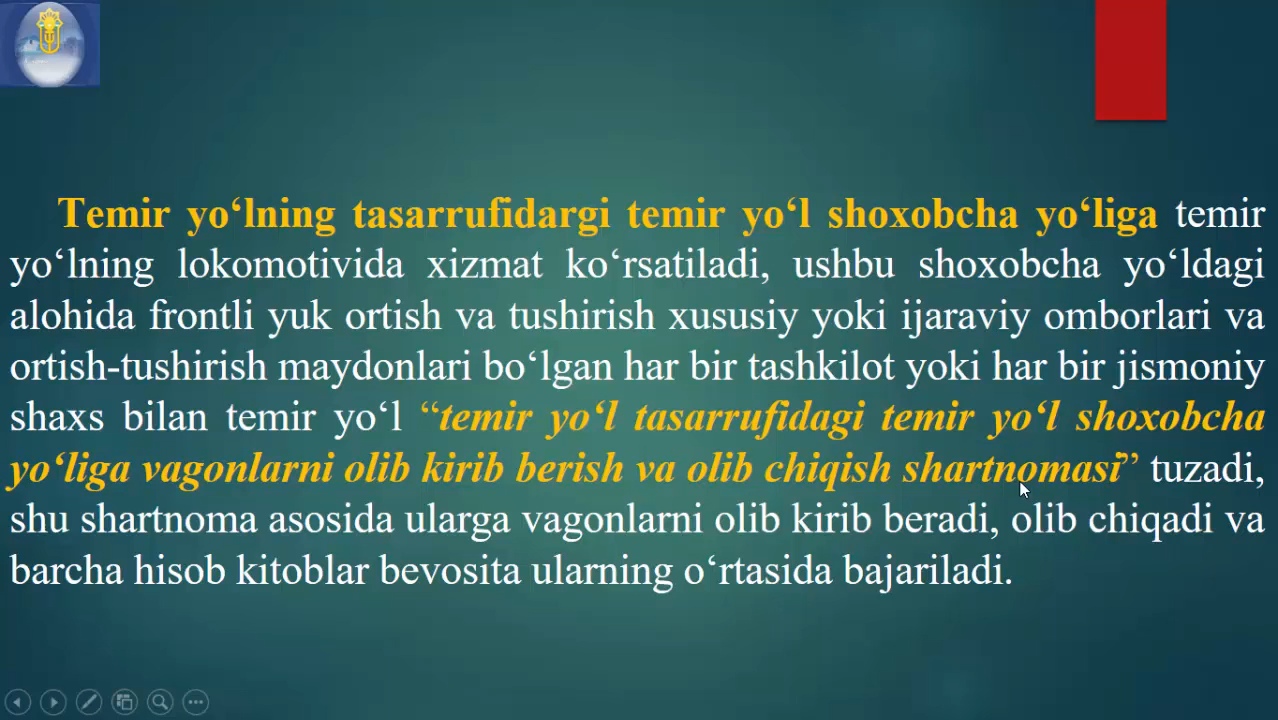 Temir yo‘lning tasarrufidargi temir yo‘l shoxobcha yo‘liga temir
yo‘lning lokomotivida xizmat ko‘rsatiladi, ushbu shoxobcha yo‘ldagi
alohida frontli yuk ortish va tushirish xususiy yoki ijaraviy omborlari va
ortish-tushirish maydonlari bo‘lgan har bir tashkilot yoki har bir jismoniy
shaxs bilan temir yo‘l “temir yo‘l tasarrufidagi temir yo‘l shoxobcha
yo‘liga vagonlarni olib kirib berish va olib chiqish shartnomasi” tuzadi,
shu shartnoma asosida ularga vagonlarni olib kirib beradi, olib chiqadi va
barcha hisob kitoblar bevosita ularning o‘rtasida bajariladi.